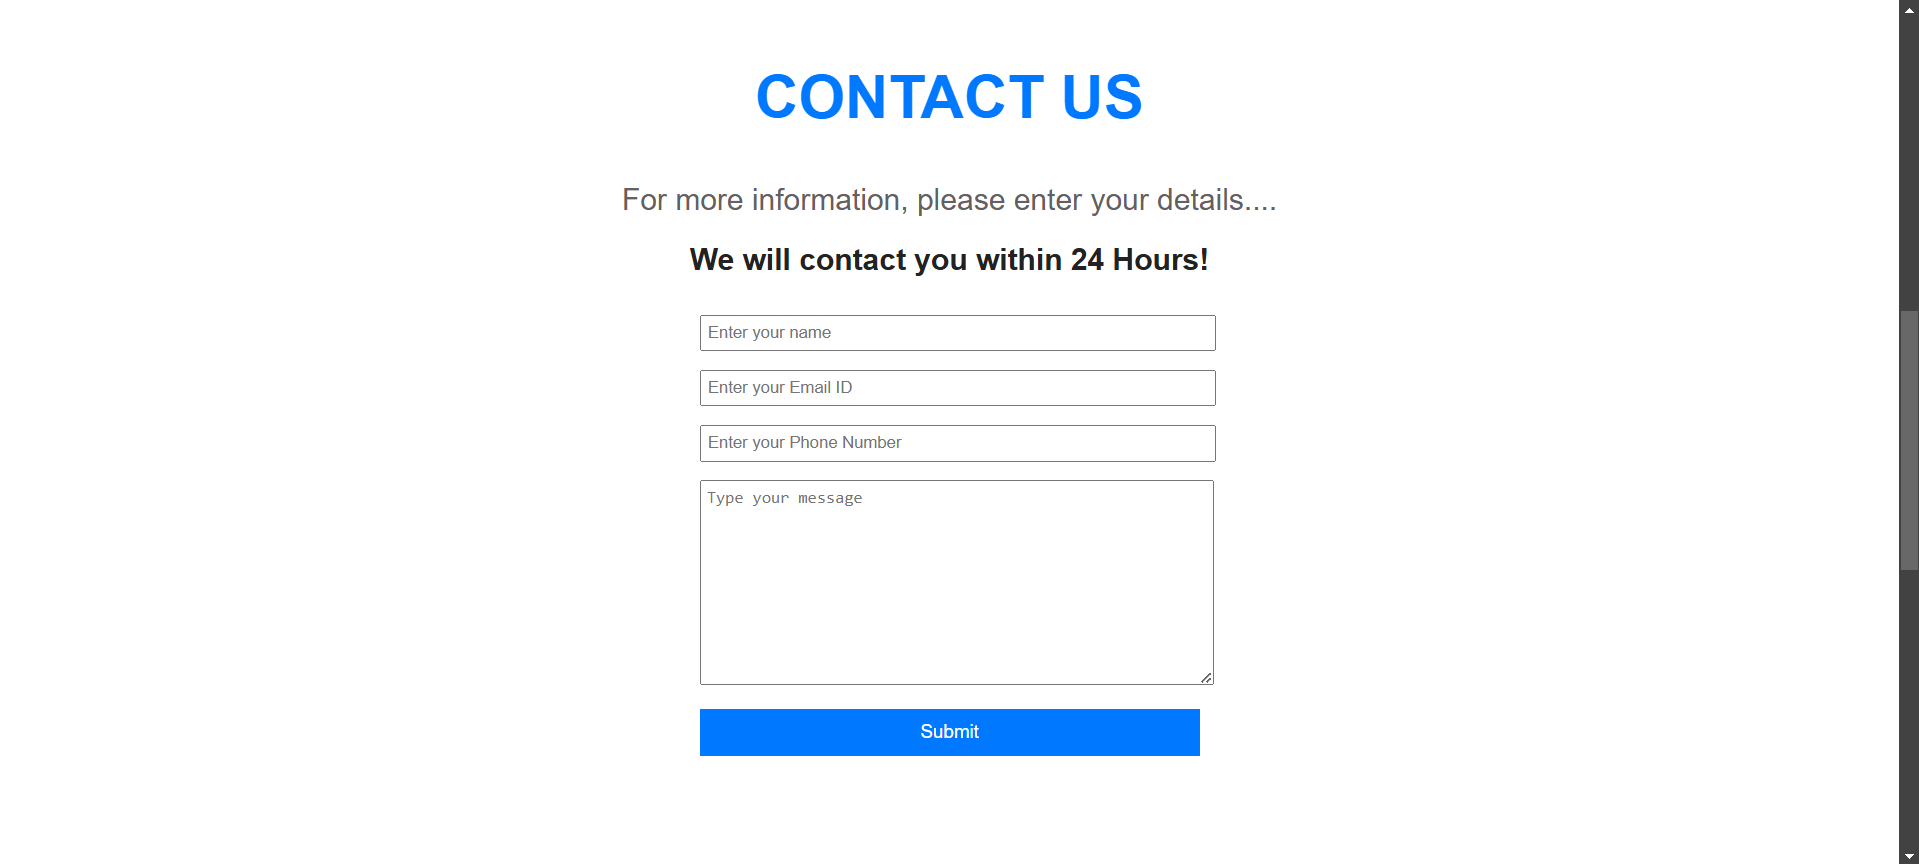 CONTACT US
For more information, please enter your details....
We will contact you within 24 Hours!
Enter your name
Enter your Email ID
Enter your Phone Number
Type your message
Submit